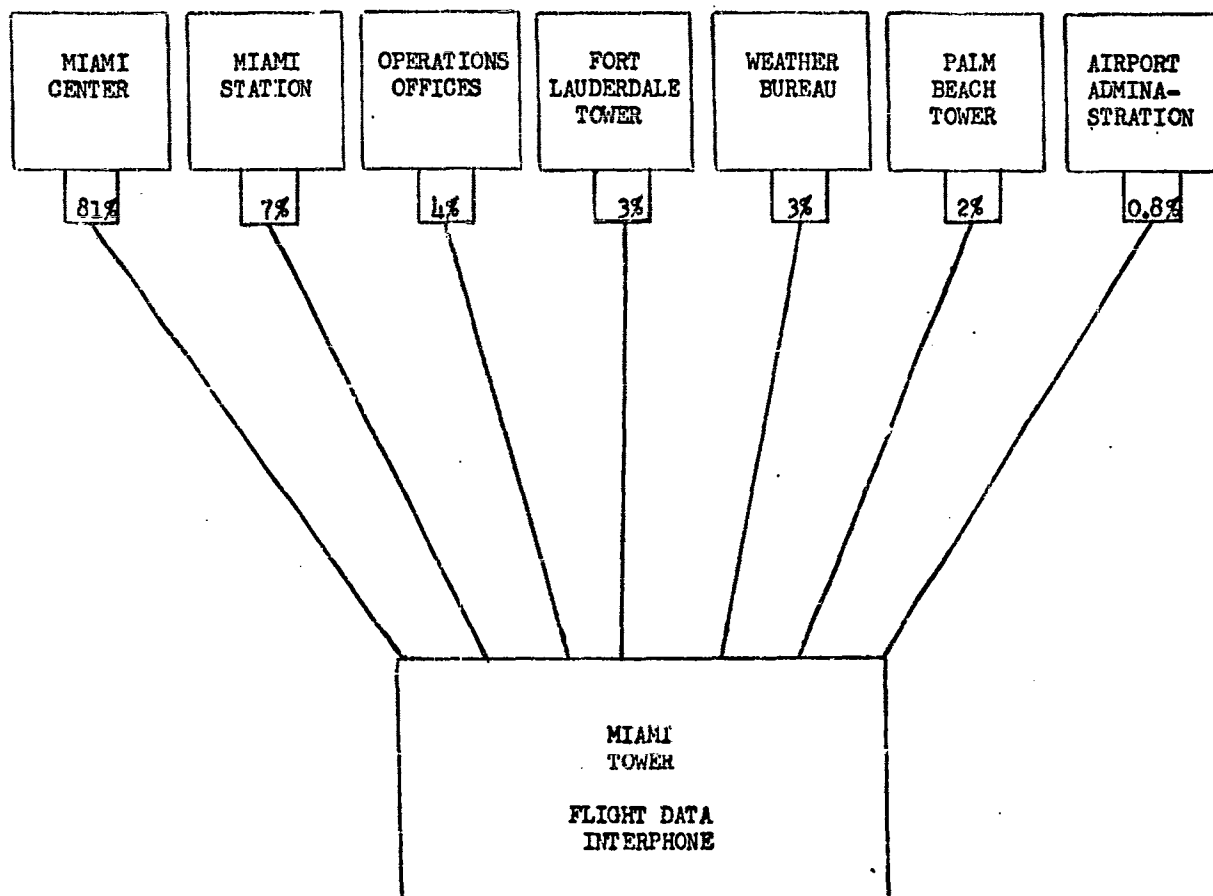 MIAMI
CENTER
MIAMI
STATION
OPERATIONS
OFFICES
FORT
LAUDERDALE
TOWER
WEATHER
BUREAU
PALM
BEACH
TOWER
AIRPORT
ADMINA-
STRATION
81%
7%
4%
3%
3%
2%
0.8%
MIAMI
TOWER
FLIGHT DATA
INTERPHONE